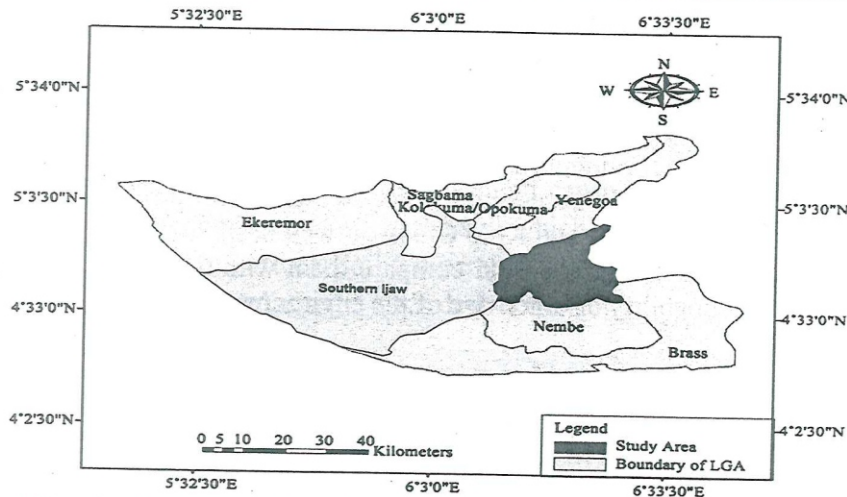 5°32'30"E 6°3'0"E 6°33'30"E
5°34'0"N
N
W E
S
5°34'0"N
5°3'30"N
Sagbama
Kolokuma/Opokuma
Yenegoa
5°3'30"N
Ekeremor
Southern Ijaw
4°33'0"N
Nembe
4°33'0"N
Brass
4°2'30"N
0 5 10 20 30 40
Kilometers
Legend
Study Area
Boundary of LGA
4°2'30"N
5°32'30"E 6°3'0"E 6°33'30"E